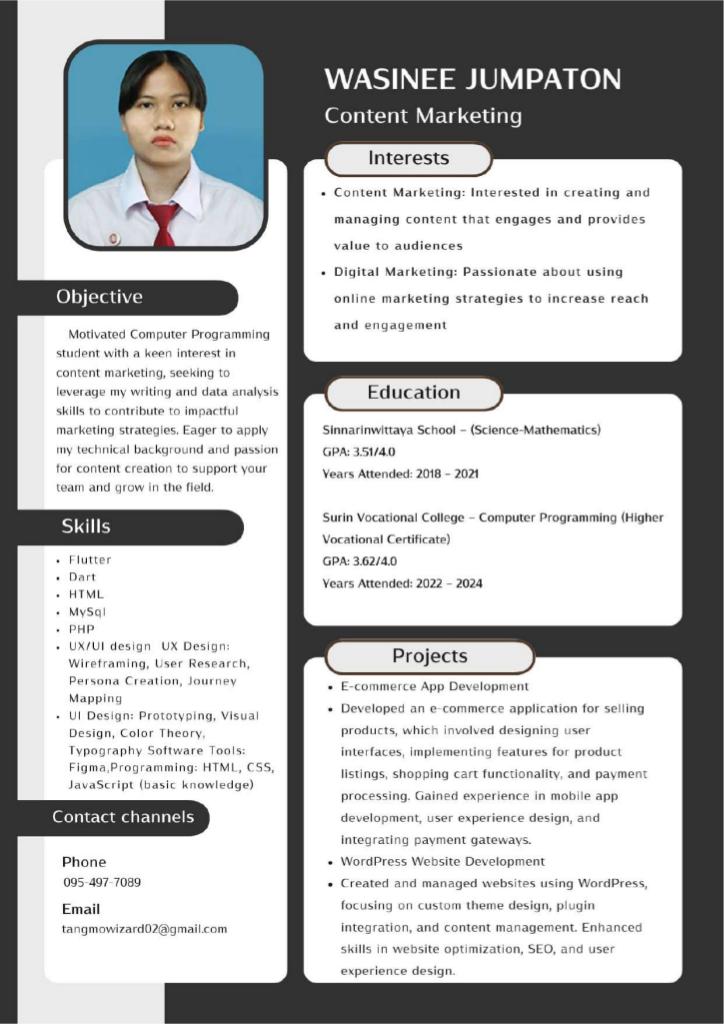 WASINEE JUMPATON
Content Marketing
Objective
Motivated Computer Programming
student with a keen interest in
content marketing, seeking to
leverage my writing and data analysis
skills to contribute to impactful
marketing strategies. Eager to apply
my technical background and passion
for content creation to support your
team and grow in the field.
Skills
• Flutter
• Dart
• HTML
• MySql
• PHP
• UX/UI design UX Design:
Wireframing, User Research,
Persona Creation, Journey
Mapping
• UI Design: Prototyping, Visual
Design, Color Theory,
Typography Software Tools:
Figma,Programming: HTML, CSS,
JavaScript (basic knowledge)
Contact channels
Phone
095-497-7089
Email
tangmowizard02@gmail.com
Interests
• Content Marketing: Interested in creating and
managing content that engages and provides
value to audiences
• Digital Marketing: Passionate about using
online marketing strategies to increase reach
and engagement
Education
Sinnarinwittaya School – (Science-Mathematics)
GPA: 3.51/4.0
Years Attended: 2018 – 2021
Surin Vocational College – Computer Programming (Higher
Vocational Certificate)
GPA: 3.62/4.0
Years Attended: 2022 – 2024
Projects
• E-commerce App Development
• Developed an e-commerce application for selling
products, which involved designing user
interfaces, implementing features for product
listings, shopping cart functionality, and payment
processing. Gained experience in mobile app
development, user experience design, and
integrating payment gateways.
• WordPress Website Development
• Created and managed websites using WordPress,
focusing on custom theme design, plugin
integration, and content management. Enhanced
skills in website optimization, SEO, and user
experience design.